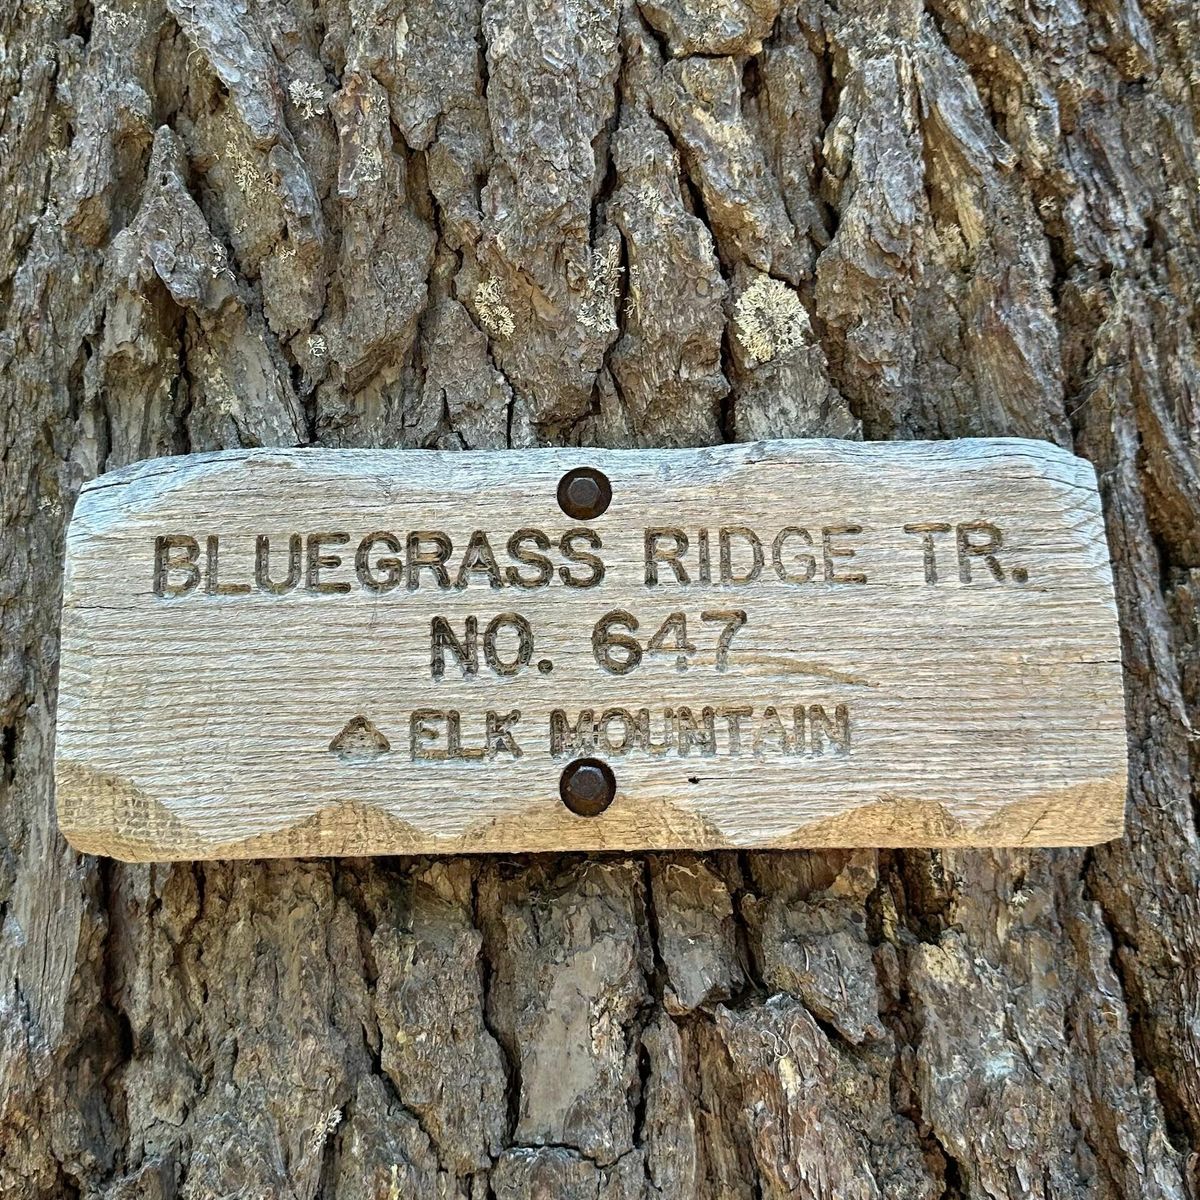 BLUEGRASS RIDGE TR.
NO. 647
ELK MOUNTAIN